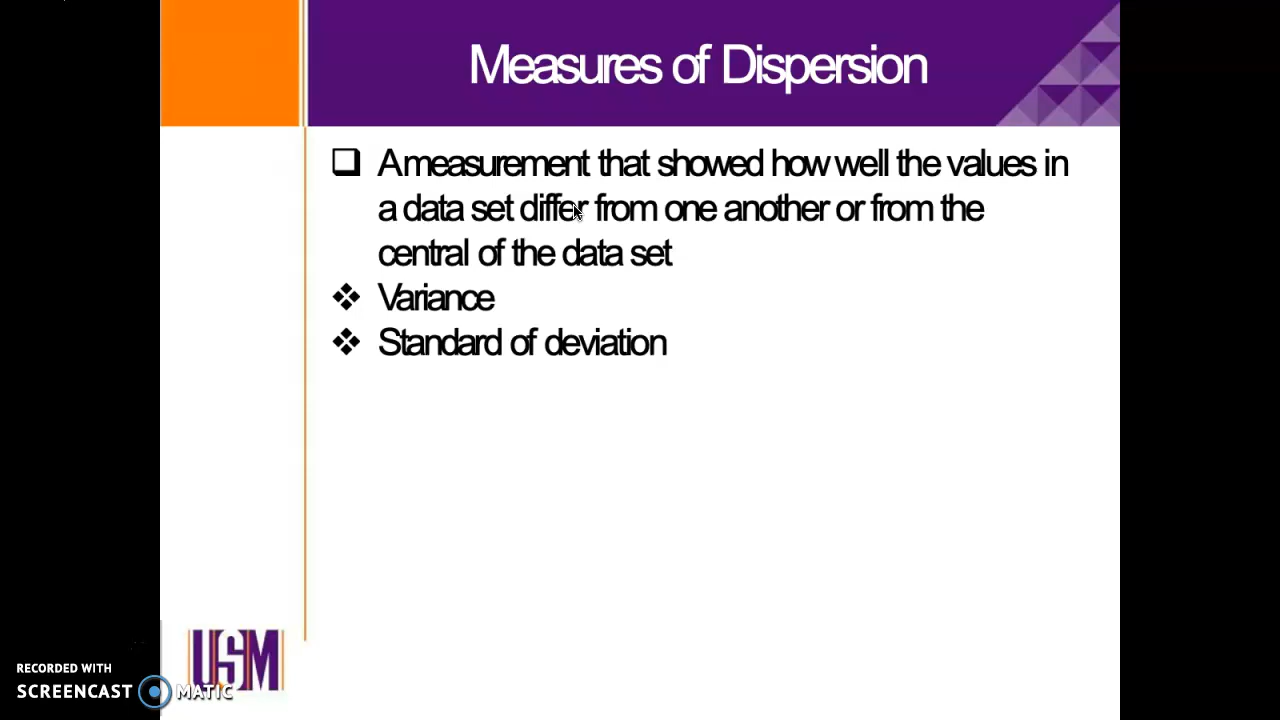 Measures of Dispersion
A measurement that showed how well the values in
a data set differ from one another or from the
central of the data set
Variance
Standard of deviation
USM
RECORDED WITH
SCREENCAST MATIC